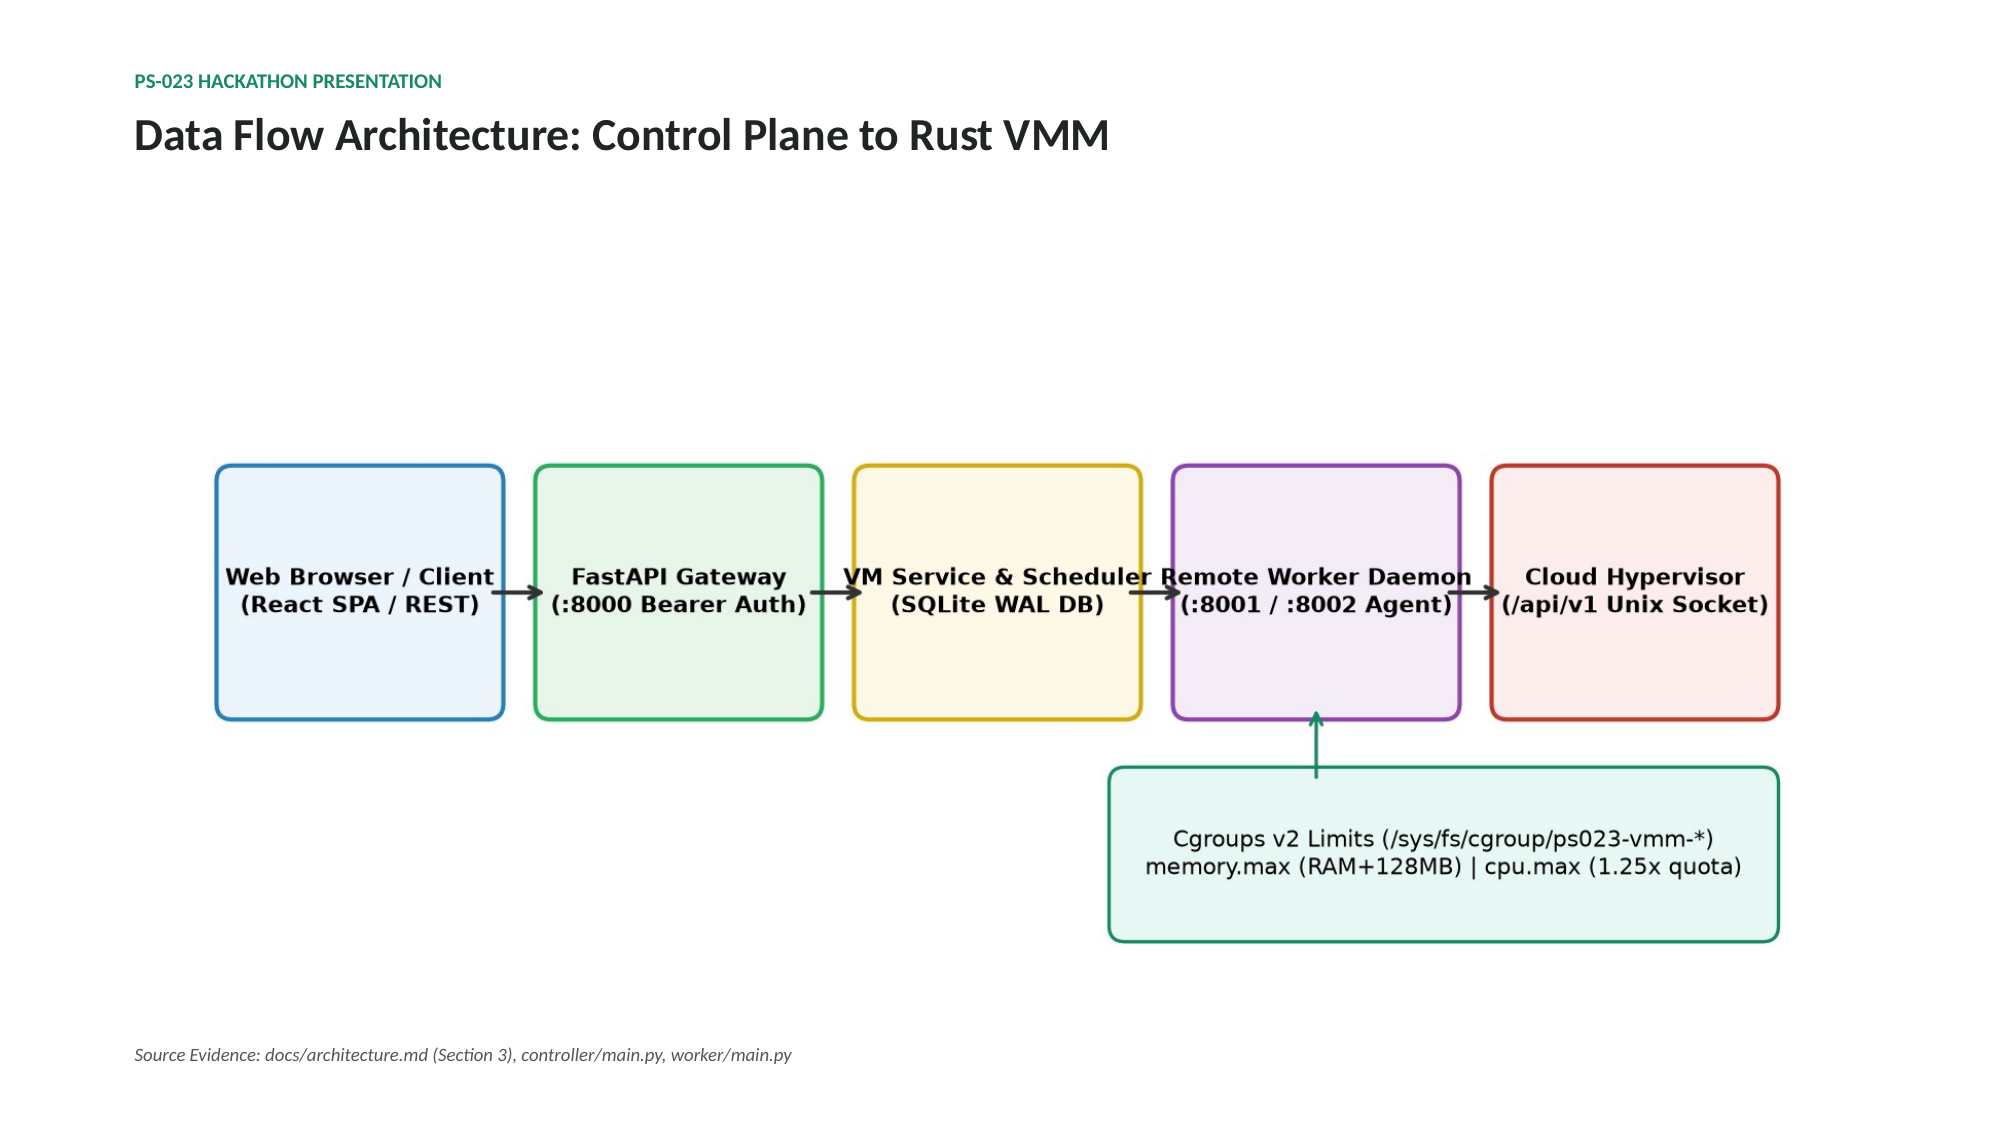 PS-023 HACKATHON PRESENTATION
Data Flow Architecture: Control Plane to Rust VMM
Web Browser / Client
(React SPA / REST)
FastAPI Gateway
(:8000 Bearer Auth)
VM Service & Scheduler
(SQLite WAL DB)
Remote Worker Daemon
(:8001 / :8002 Agent)
Cloud Hypervisor
(/api/v1 Unix Socket)
Cgroups v2 Limits (/sys/fs/cgroup/ps023-vmm-*)
memory.max (RAM+128MB) | cpu.max (1.25x quota)
Source Evidence: docs/architecture.md (Section 3), controller/main.py, worker/main.py